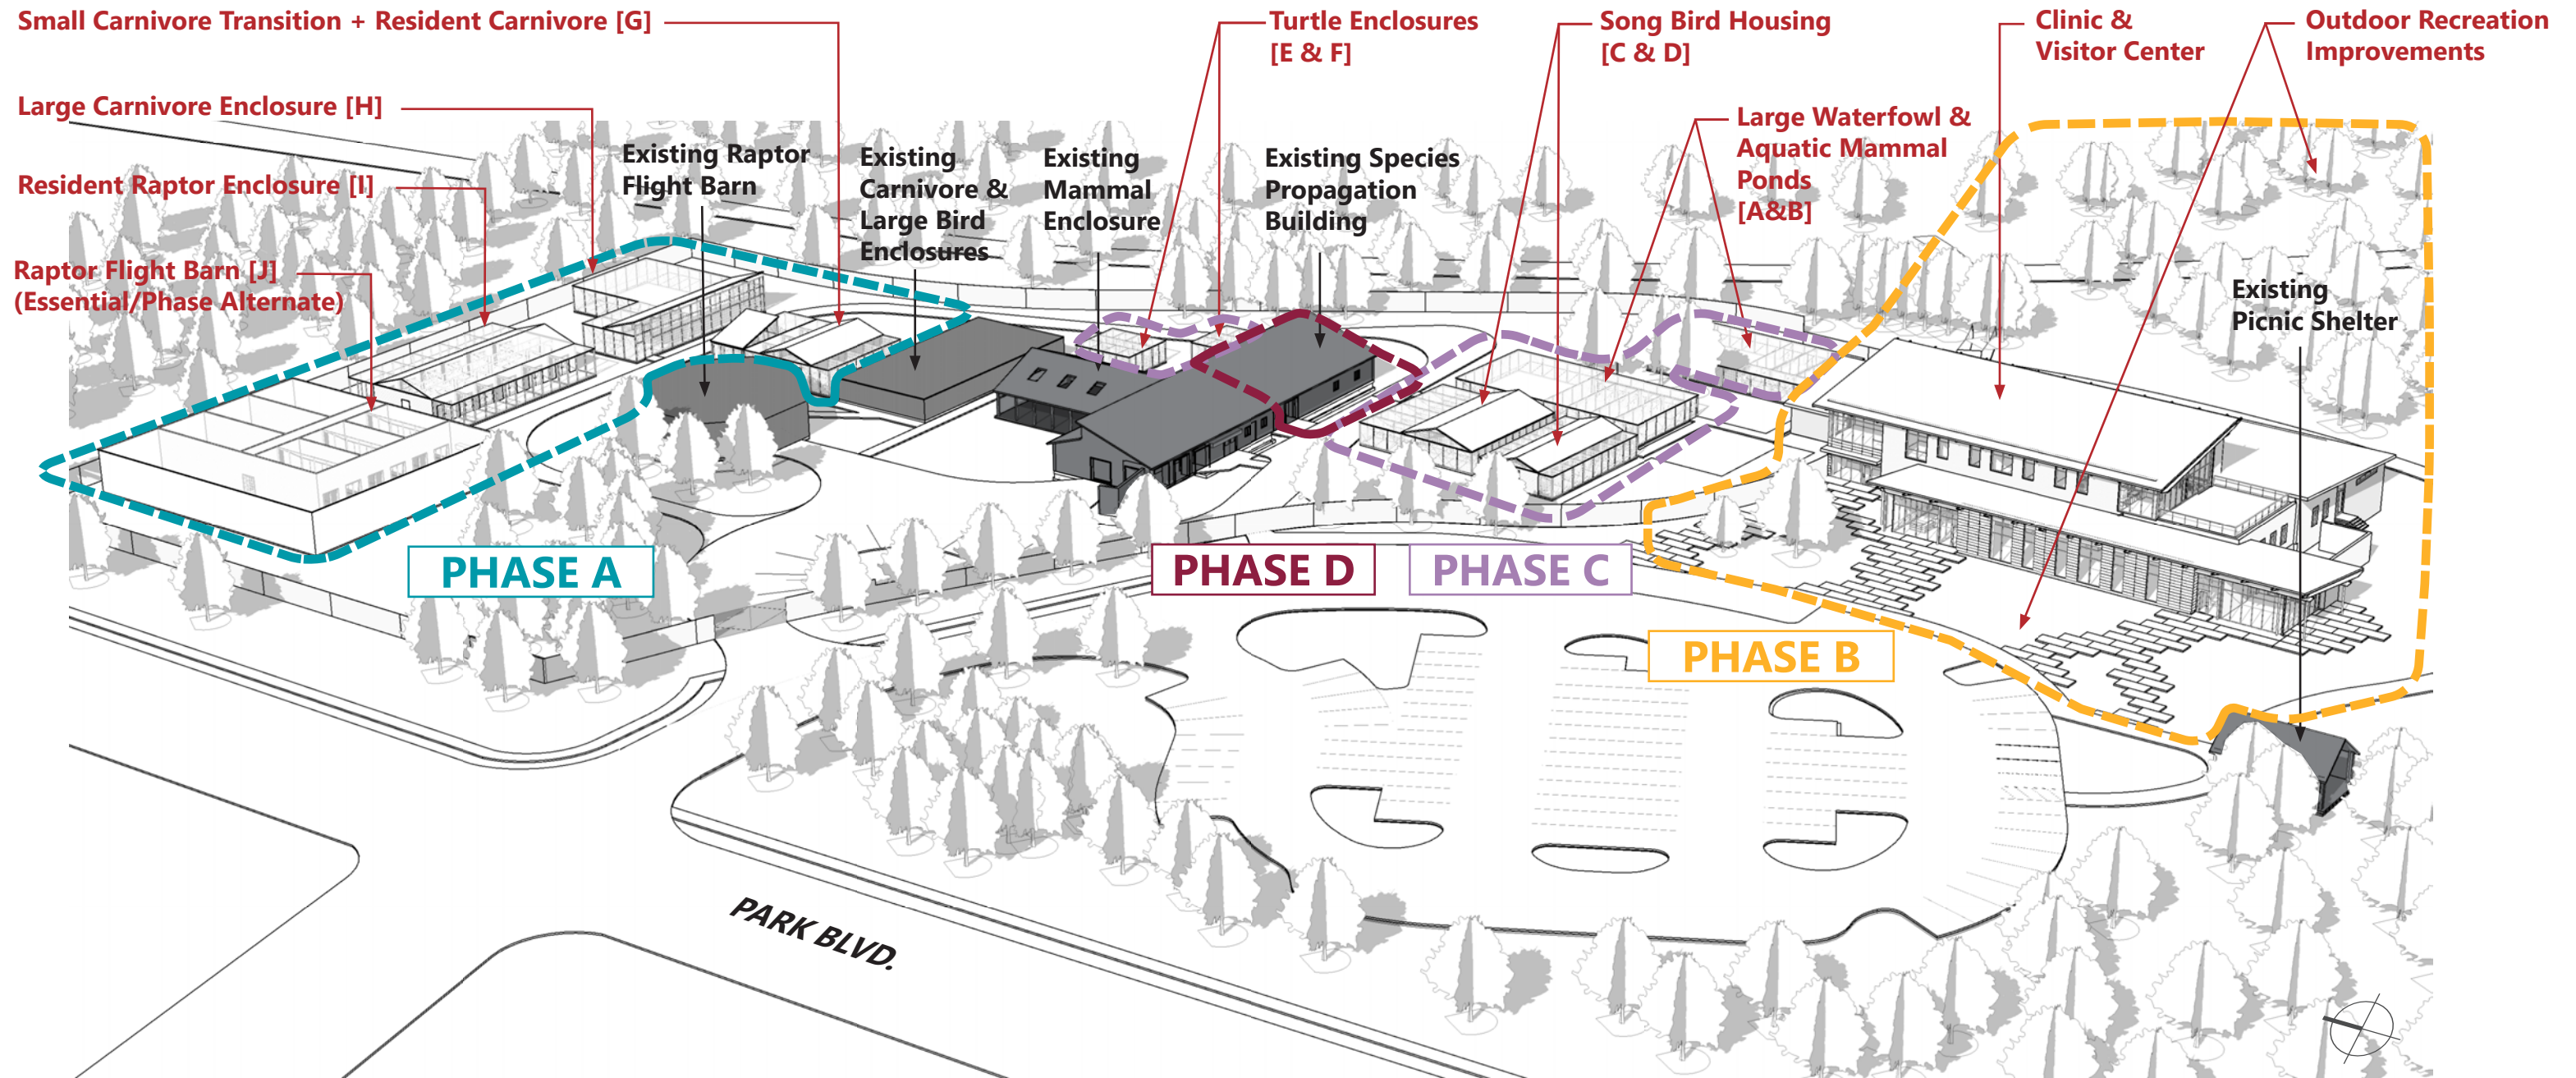 Small Carnivore Transition + Resident Carnivore [G]
Turtle Enclosures
[E & F]
Song Bird Housing
[C & D]
Clinic &
Visitor Center
Outdoor Recreation
Improvements
Large Carnivore Enclosure [H]
Large Waterfowl &
Aquatic Mammal
Ponds
[A&B]
Existing Raptor
Flight Barn
Existing
Carnivore &
Large Bird
Enclosures
Existing
Mammal
Enclosure
Existing Species
Propagation
Building
Resident Raptor Enclosure [I]
Raptor Flight Barn [J]
(Essential/Phase Alternate)
Existing
Picnic Shelter
PHASE A
PHASE D
PHASE C
PHASE B
PARK BLVD.